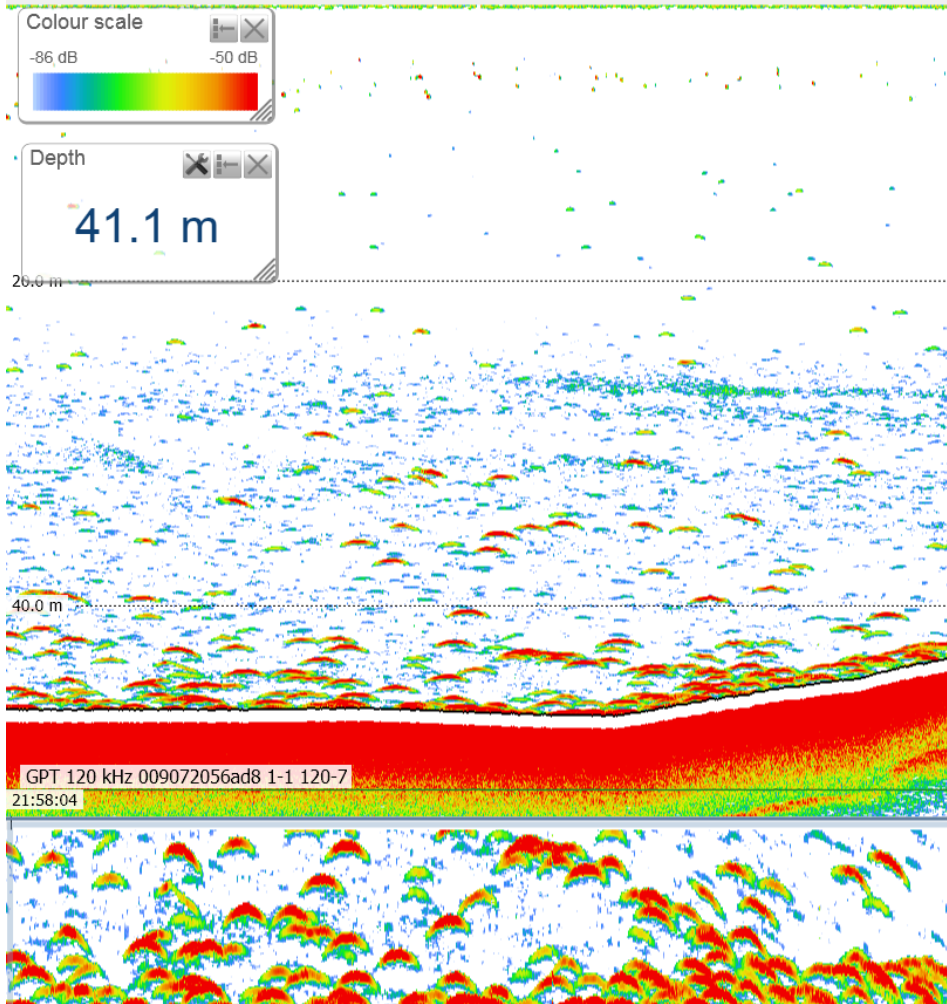 Colour scale
-86 dB -50 dB
Depth
41.1 m
20.0 m
40.0 m
GPT 120 kHz 009072056ad8 1-1 120-7
21:58:04